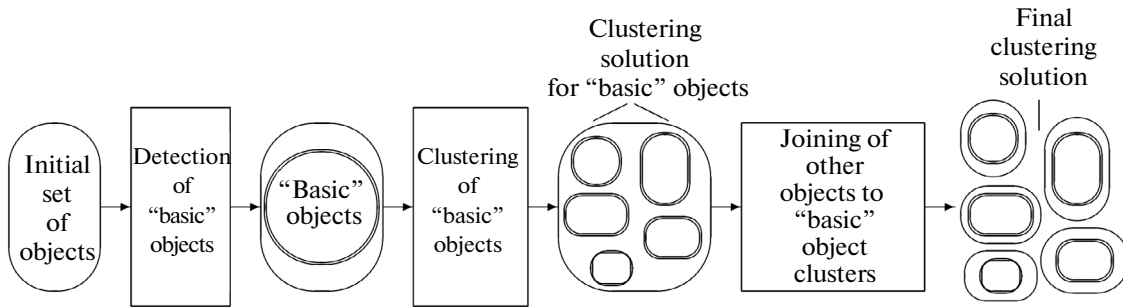 Initial
set
of
objects
Detection
of
“basic”
objects
“Basic”
objects
Clustering
of
“basic”
objects
Clustering
solution
for “basic” objects
Joining of
other
objects to
“basic”
object
clusters
Final
clustering
solution